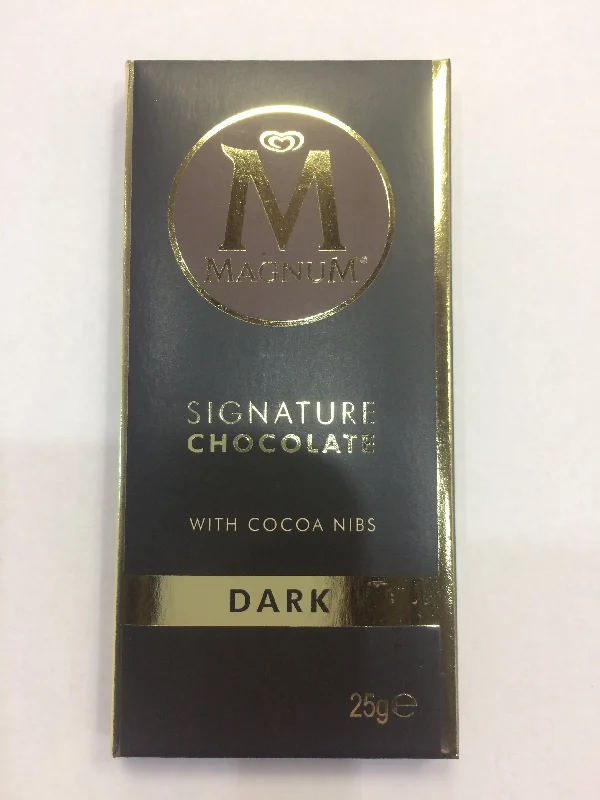 M
MAGNUM®
SIGNATURE
CHOCOLATE
WITH COCOA NIBS
DARK
25g℮